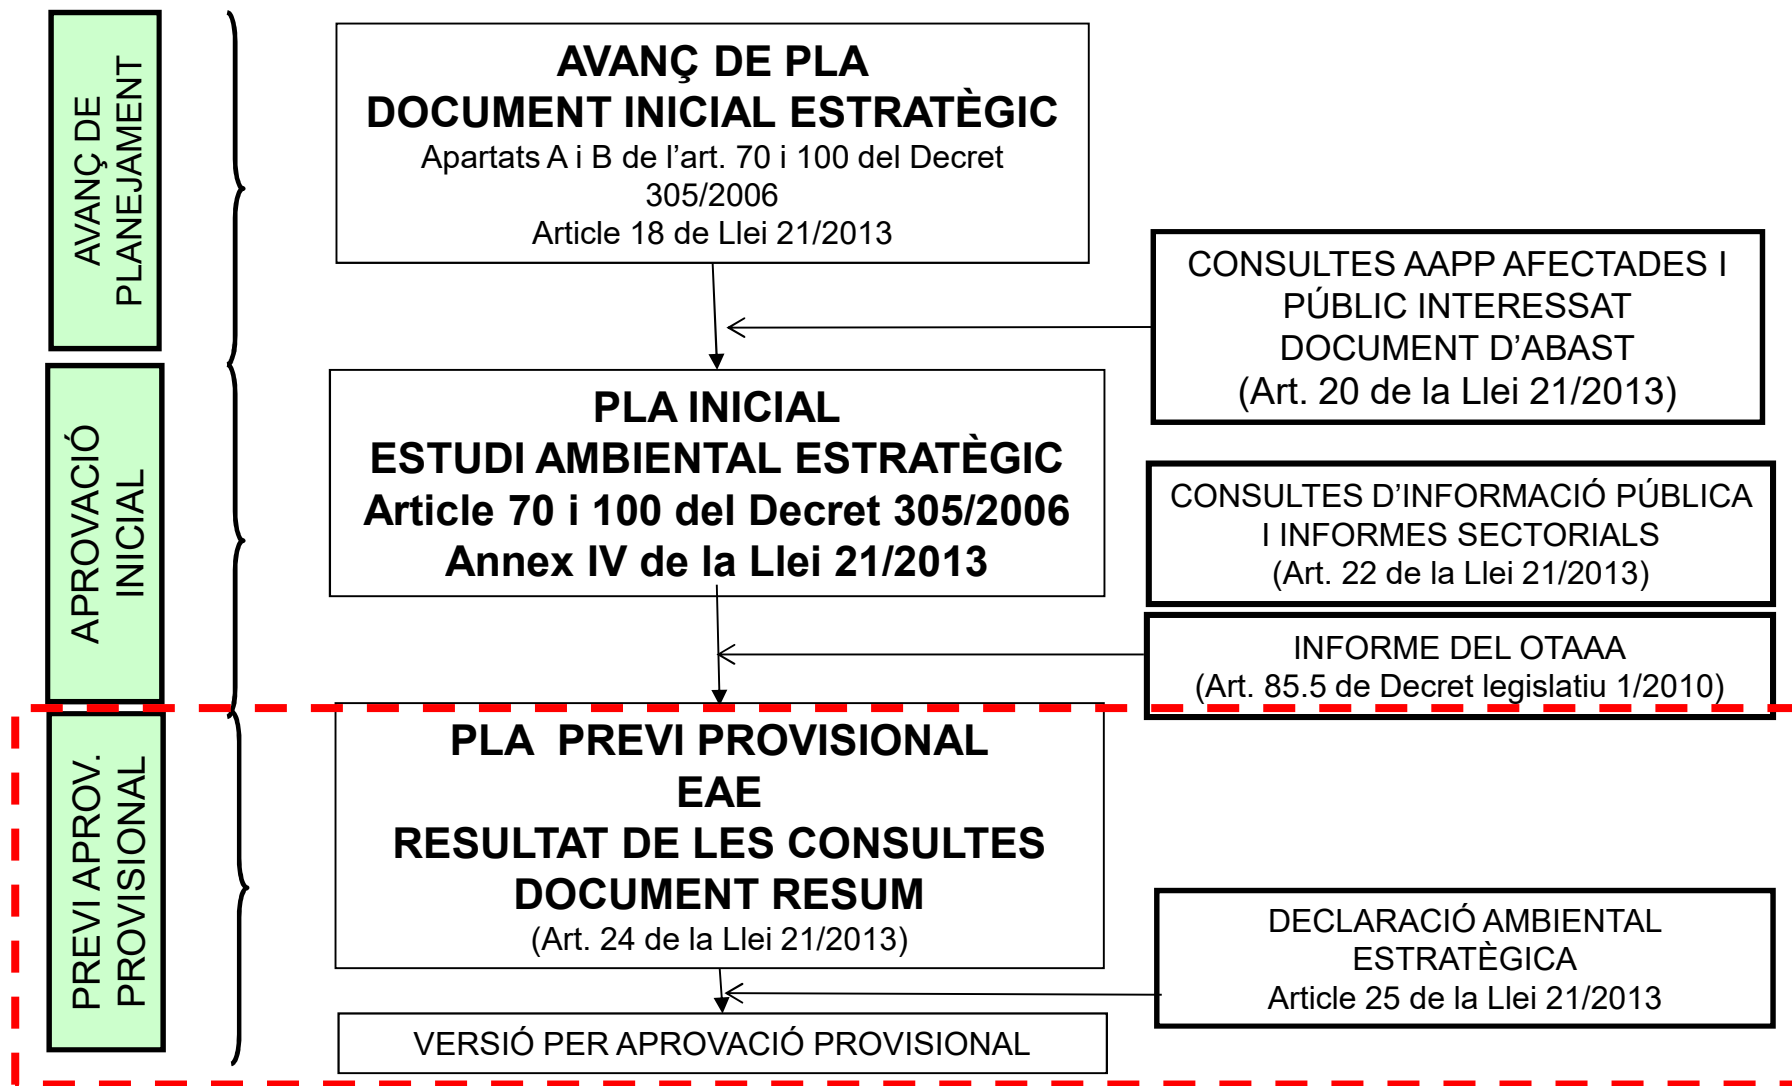 AVANÇ DE
PLANEJAMENT
AVANÇ DE PLA
DOCUMENT INICIAL ESTRATÈGIC
Apartats A i B de l’art. 70 i 100 del Decret
305/2006
Article 18 de Llei 21/2013
CONSULTES AAPP AFECTADES I
PÚBLIC INTERESSAT
DOCUMENT D’ABAST
(Art. 20 de la Llei 21/2013)
APROVACIÓ
INICIAL
PLA INICIAL
ESTUDI AMBIENTAL ESTRATÈGIC
Article 70 i 100 del Decret 305/2006
Annex IV de la Llei 21/2013
CONSULTES D’INFORMACIÓ PÚBLICA
I INFORMES SECTORIALS
(Art. 22 de la Llei 21/2013)
INFORME DEL OTAAA
(Art. 85.5 de Decret legislatiu 1/2010)
PREVI APROV.
PROVISIONAL
PLA PREVI PROVISIONAL
EAE
RESULTAT DE LES CONSULTES
DOCUMENT RESUM
(Art. 24 de la Llei 21/2013)
DECLARACIÓ AMBIENTAL
ESTRATÈGICA
Article 25 de la Llei 21/2013
VERSIÓ PER APROVACIÓ PROVISIONAL